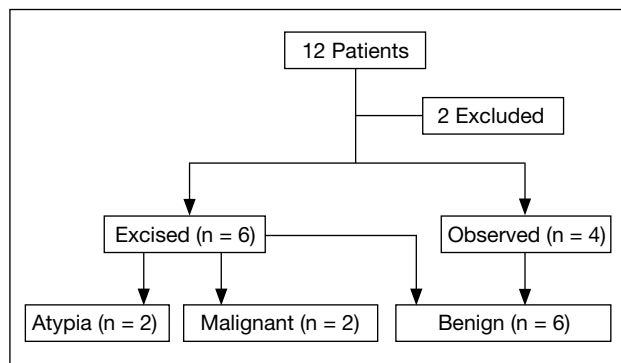 12 Patients
2 Excluded
Excised (n = 6)
Observed (n = 4)
Atypia (n = 2)
Malignant (n = 2)
Benign (n = 6)